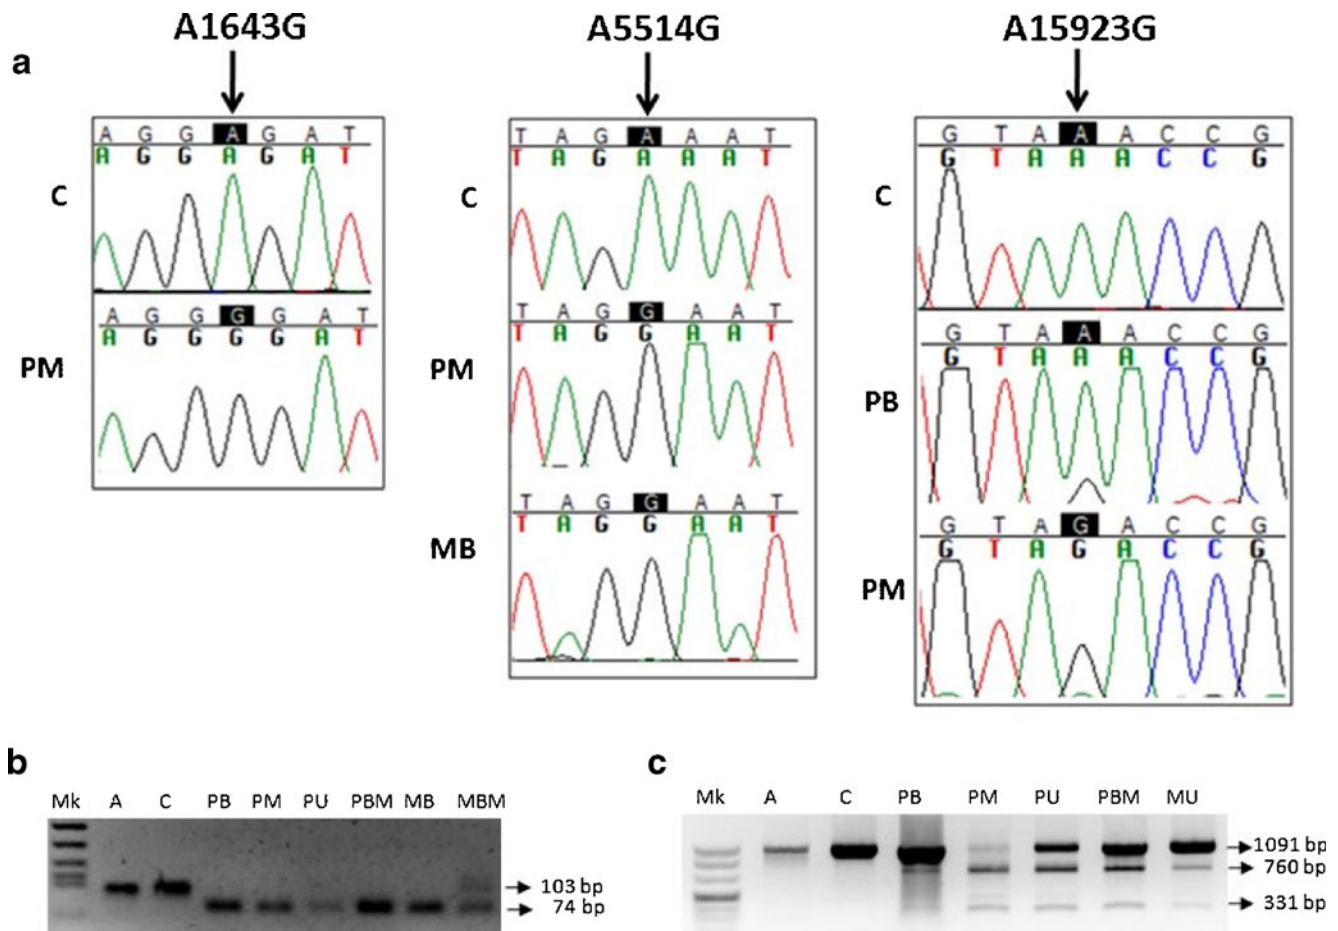 A1643G
A5514G
A15923G
a
A G G A G A T
A G G A G A T
C
A G G G G A T
A G G G G A T
PM
T A G A A A T
T A G A A A T
C
T A G G A A T
T A G G A A T
PM
T A G G A A T
T A G G A A T
MB
G T A A A C C G
G T A A A C C G
C
G T A A A C C G
G T A A A C C G
PB
G T A G A C C G
G T A G A C C G
PM
b
Mk A C PB PM PU PBM MB MBM
103 bp
74 bp
c
Mk A C PB PM PU PBM MU
1091 bp
760 bp
331 bp